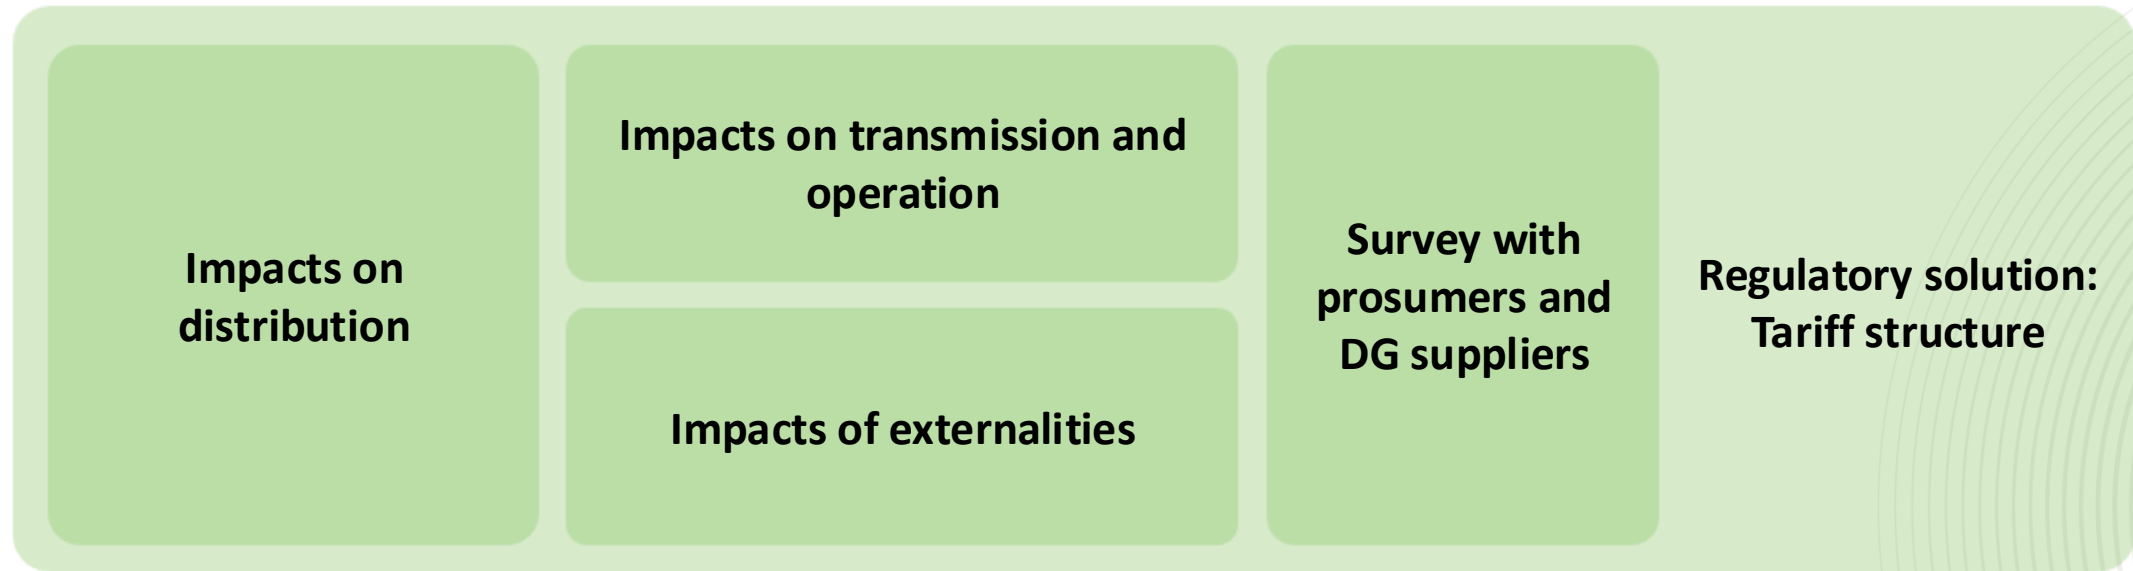 Impacts on
distribution
Impacts on transmission and
operation
Impacts of externalities
Survey with
prosumers and
DG suppliers
Regulatory solution:
Tariff structure